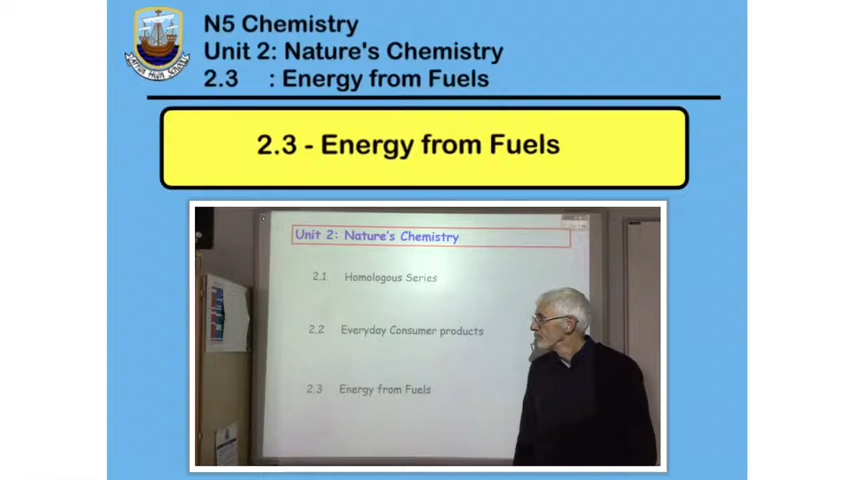 N5 Chemistry
Unit 2: Nature's Chemistry
2.3 : Energy from Fuels
2.3 - Energy from Fuels
Unit 2: Nature's Chemistry
2.1 Homologous Series
2.2 Everyday Consumer products
2.3 Energy from Fuels